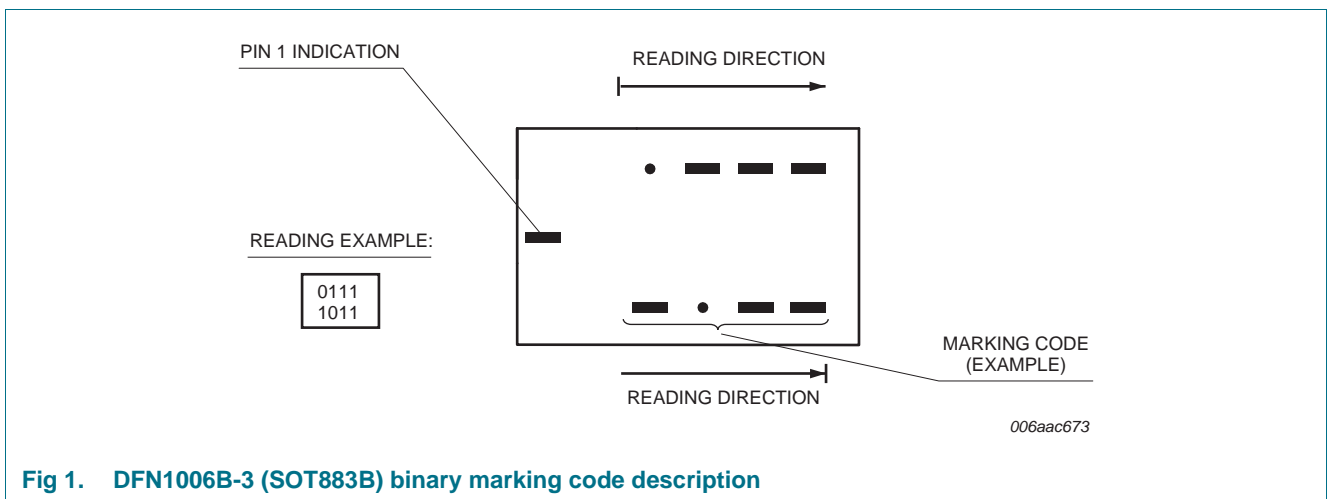 PIN 1 INDICATION
READING DIRECTION
READING EXAMPLE:
0111
1011
MARKING CODE
(EXAMPLE)
READING DIRECTION
006aac673
Fig 1. DFN1006B-3 (SOT883B) binary marking code description